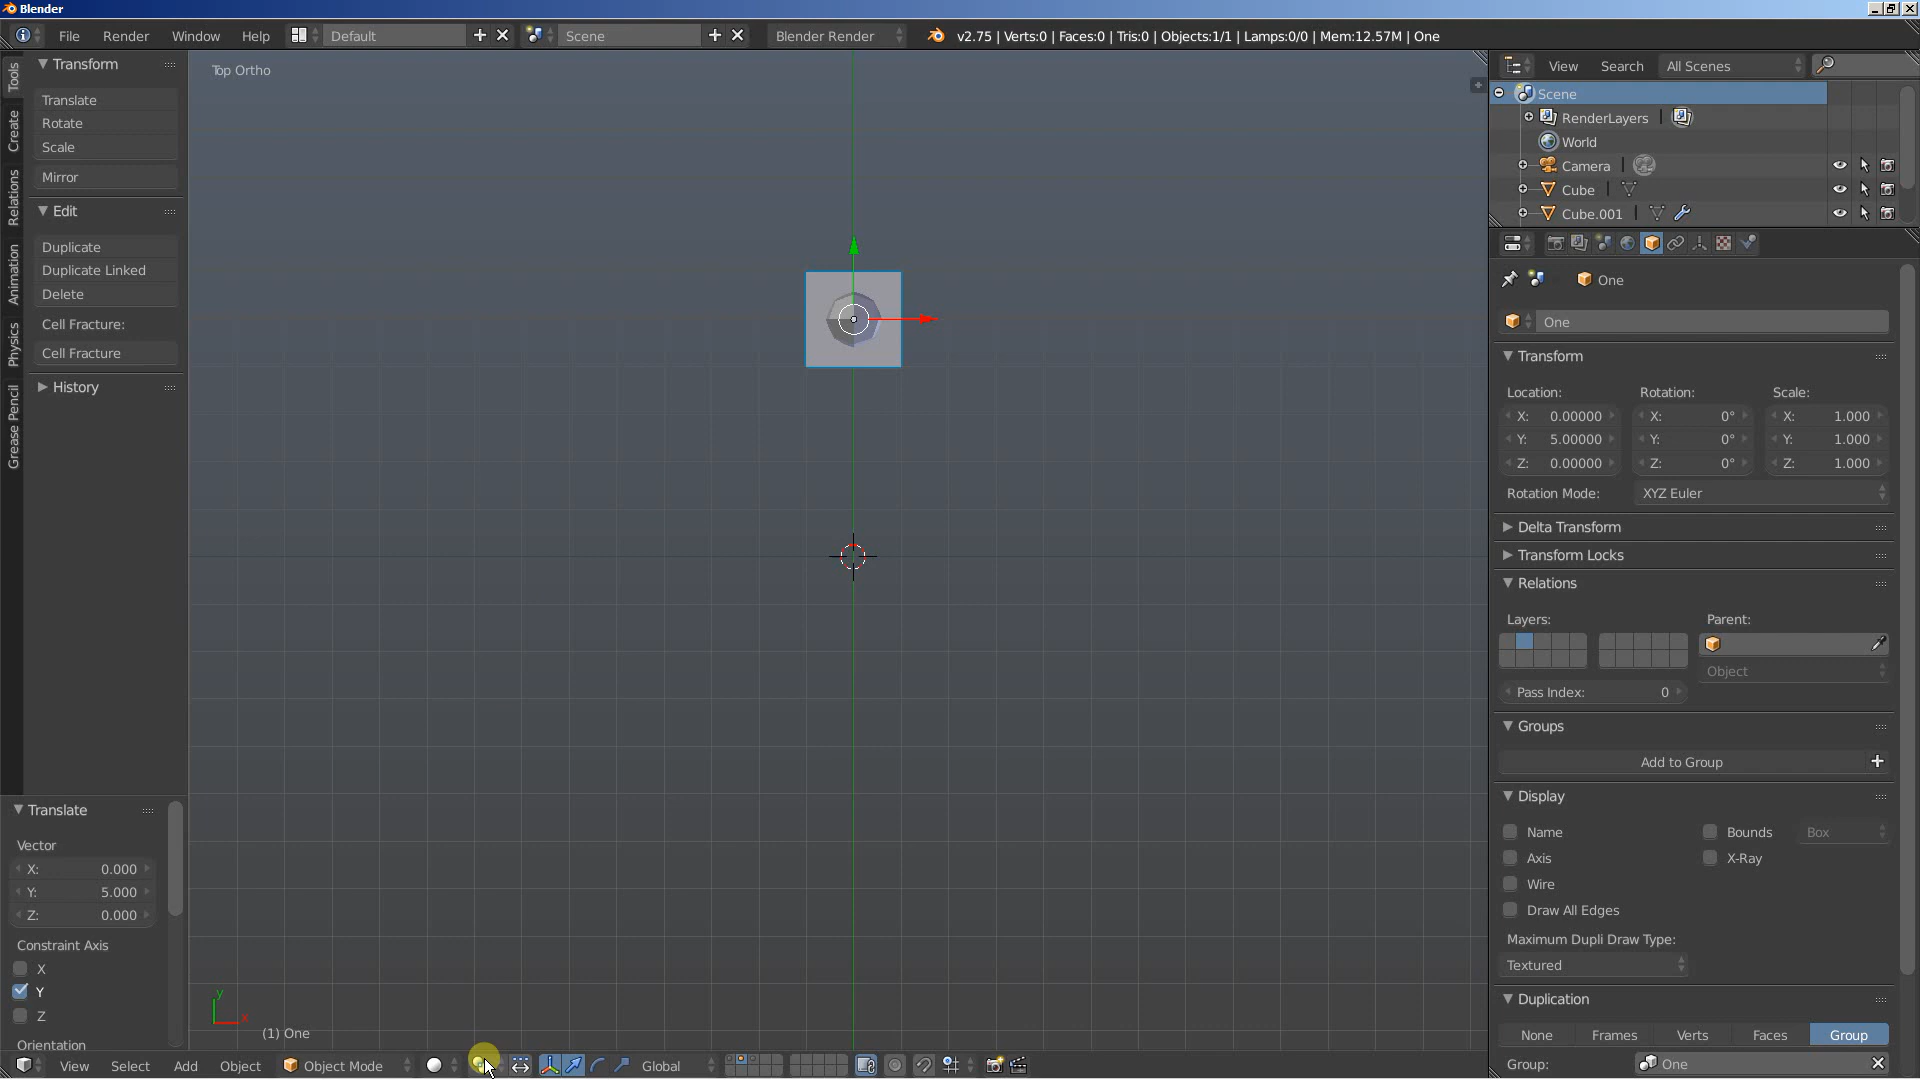 Blender
File Render Window Help Default Scene Blender Render v2.75 | Verts:0 | Faces:0 | Tris:0 | Objects:1/1 | Lamps:0/0 | Mem:12.57M | One
Tools
Create
Relations
Animation
Physics
Grease Pencil
Transform
Translate
Rotate
Scale
Mirror
Edit
Duplicate
Duplicate Linked
Delete
Cell Fracture:
Cell Fracture
History
Translate
Vector
X: 0.000
Y: 5.000
Z: 0.000
Constraint Axis
X
Y
Z
Orientation
Top Ortho
y
x
(1) One
View Select Add Object Object Mode Global
View Search All Scenes
Scene
RenderLayers |
World
Camera |
Cube |
Cube.001 |
One
One
Transform
Location: Rotation: Scale:
X: 0.00000 X: 0° X: 1.000
Y: 5.00000 Y: 0° Y: 1.000
Z: 0.00000 Z: 0° Z: 1.000
Rotation Mode: XYZ Euler
Delta Transform
Transform Locks
Relations
Layers: Parent:
Object
Pass Index: 0
Groups
Add to Group
Display
Name Bounds Box
Axis X-Ray
Wire
Draw All Edges
Maximum Dupli Draw Type:
Textured
Duplication
None Frames Verts Faces Group
Group: One